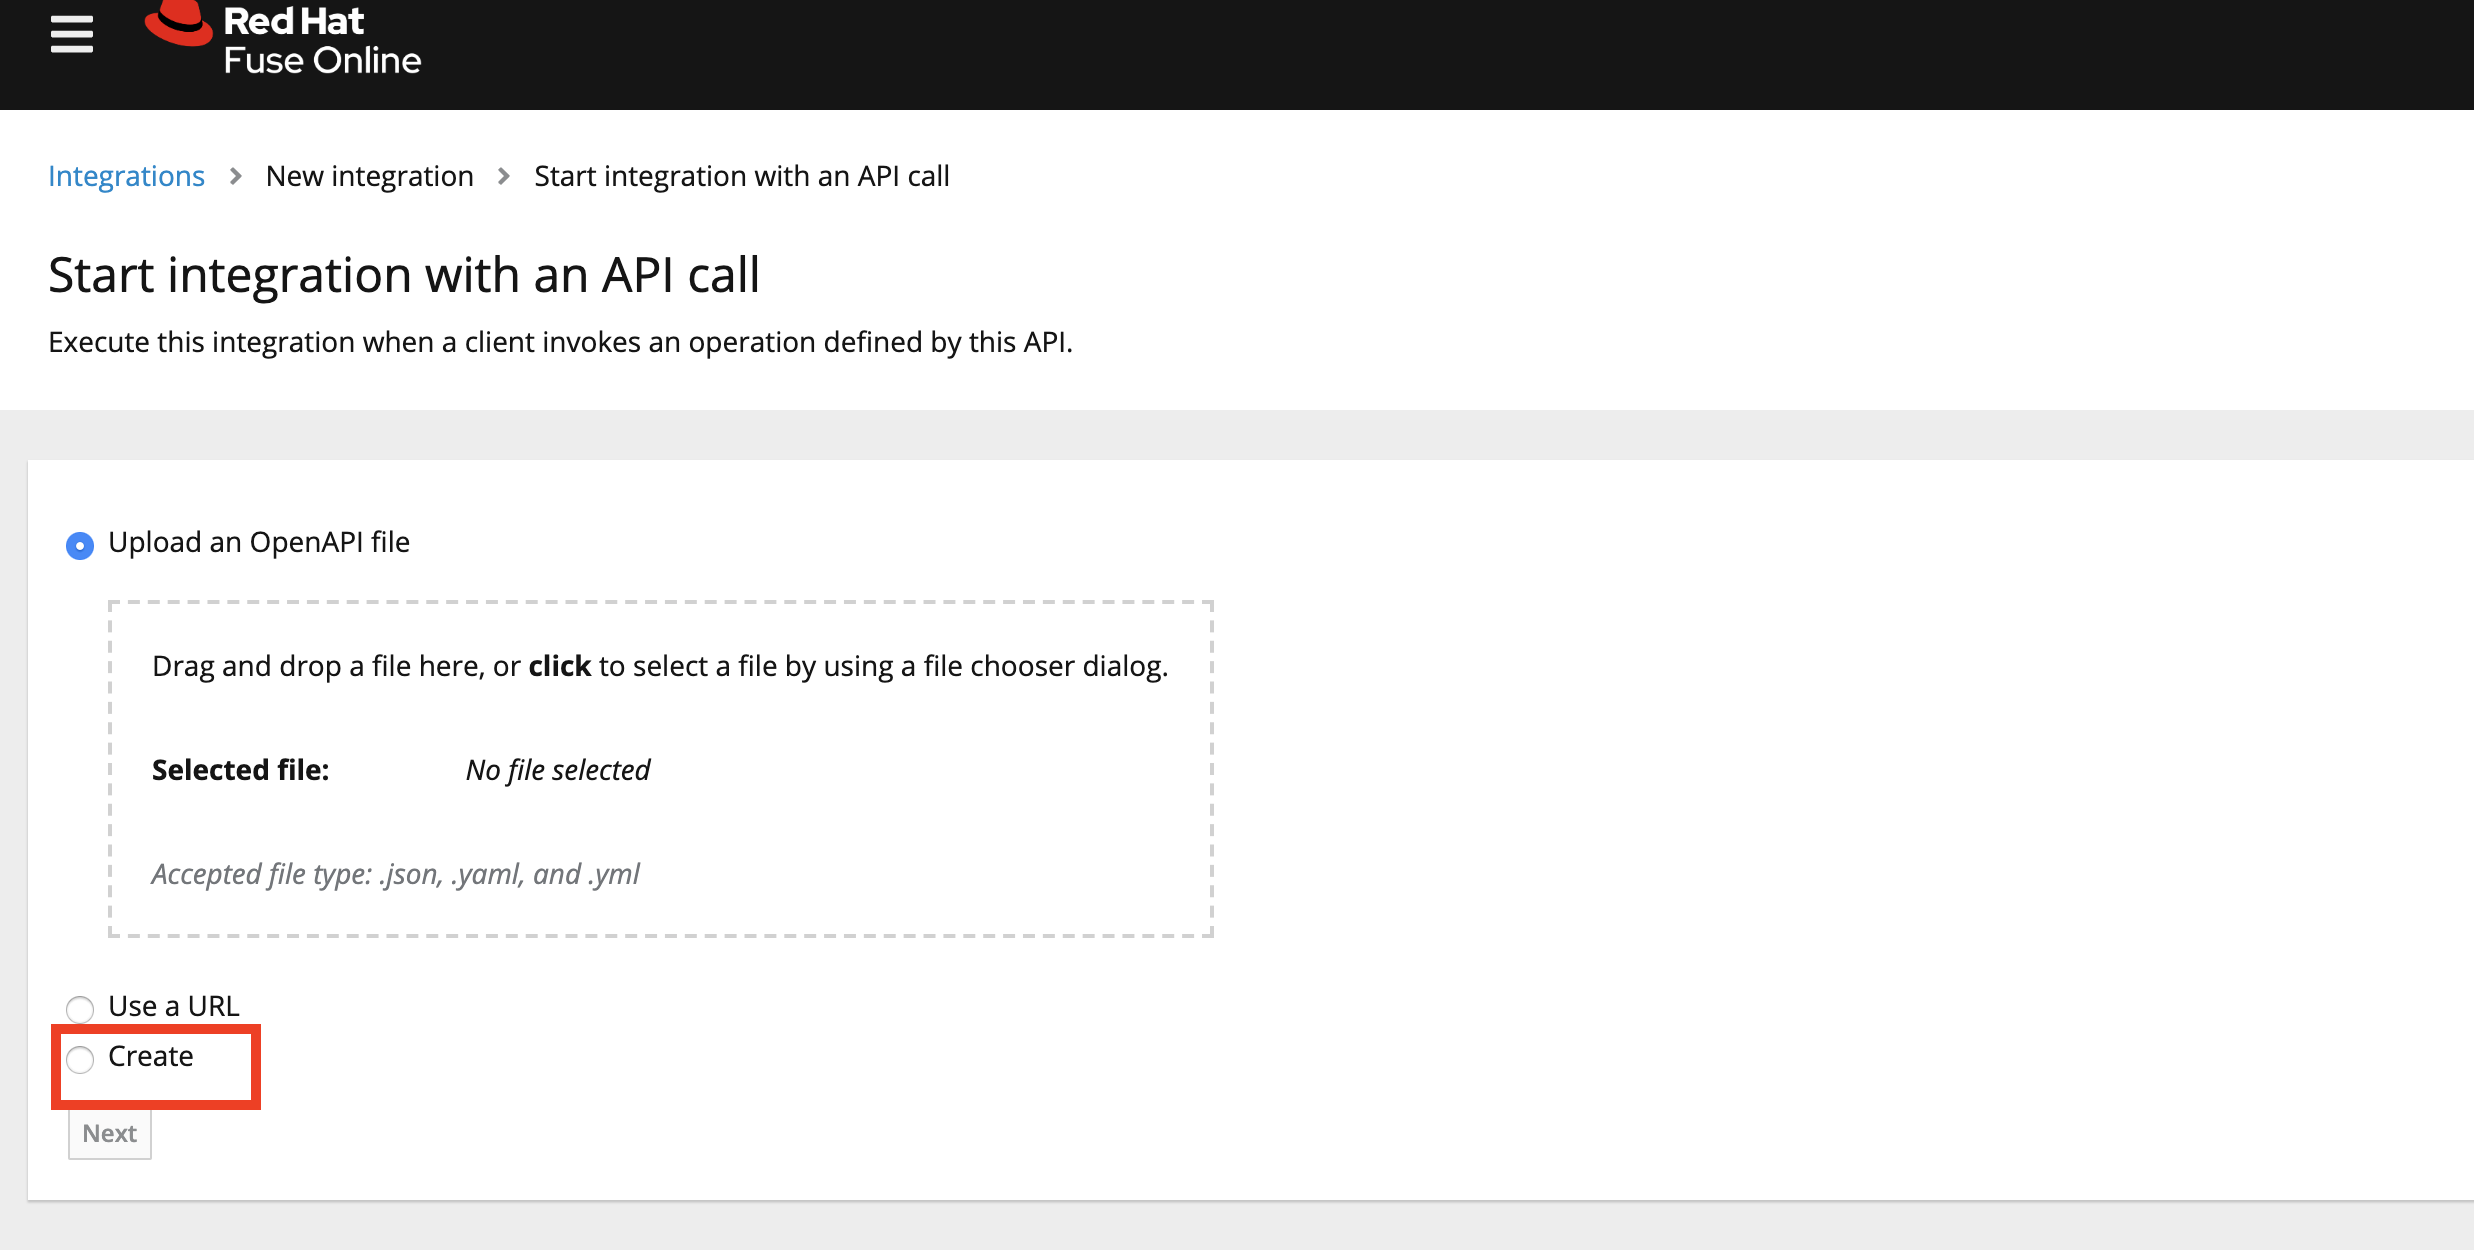 Red Hat
Fuse Online
Integrations > New integration > Start integration with an API call
Start integration with an API call
Execute this integration when a client invokes an operation defined by this API.
Upload an OpenAPI file
Drag and drop a file here, or click to select a file by using a file chooser dialog.
Selected file: No file selected
Accepted file type: .json, .yaml, and .yml
Use a URL
Create
Next